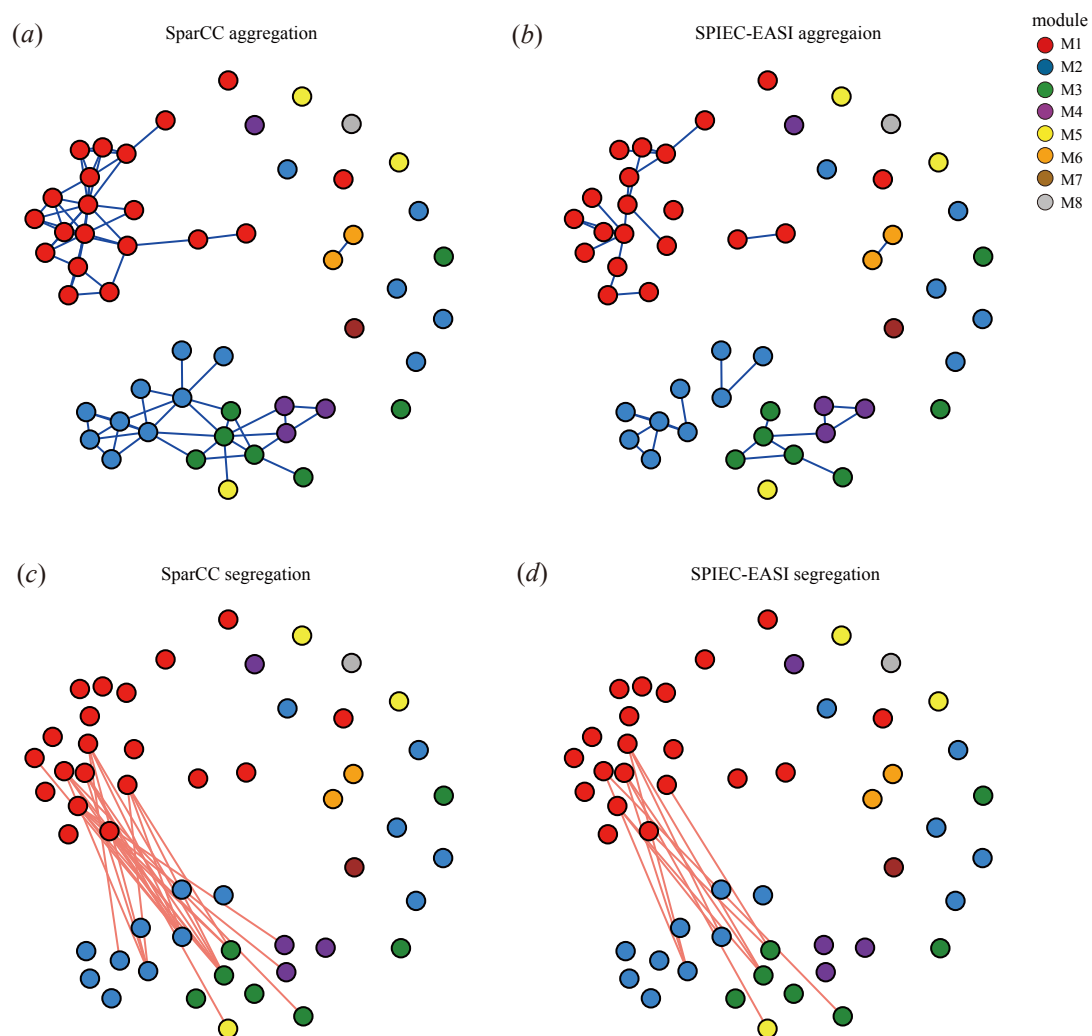 (a)
SparCC aggregation
(b)
SPIEC-EASI aggregaion
module
M1
M2
M3
M4
M5
M6
M7
M8
(c)
SparCC segregation
(d)
SPIEC-EASI segregation